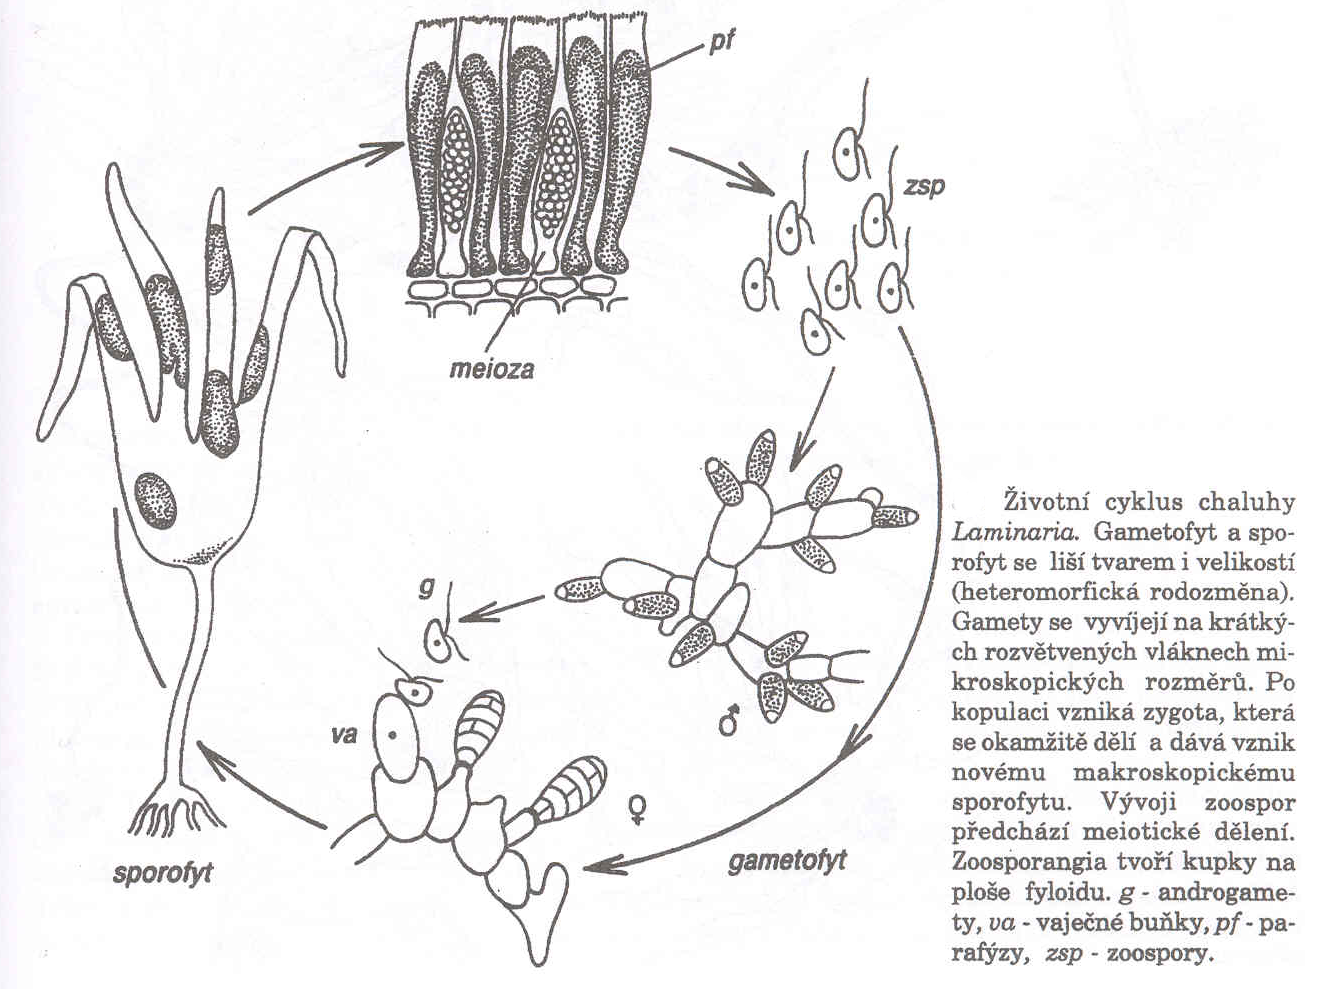 pf
zsp
meioza
g
va
♂
♀
sporofyt
gametofyt
Životní cyklus chaluhy
Laminaria. Gametofyt a spo-
rofyt se liší tvarem i velikostí
(heteromorfická rodozměna).
Gamety se vyvíjejí na krátký-
ch rozvětvených vláknech mi-
kroskopických rozměrů. Po
kopulaci vzniká zygota, která
se okamžitě dělí a dává vznik
novému makroskopickému
sporofytu. Vývoji zoospor
předchází meiotické dělení.
Zoosporangia tvoří kupky na
ploše fyloidu. g - androgame-
ty, va - vaječné buňky, pf - pa-
rafýzy, zsp - zoospory.